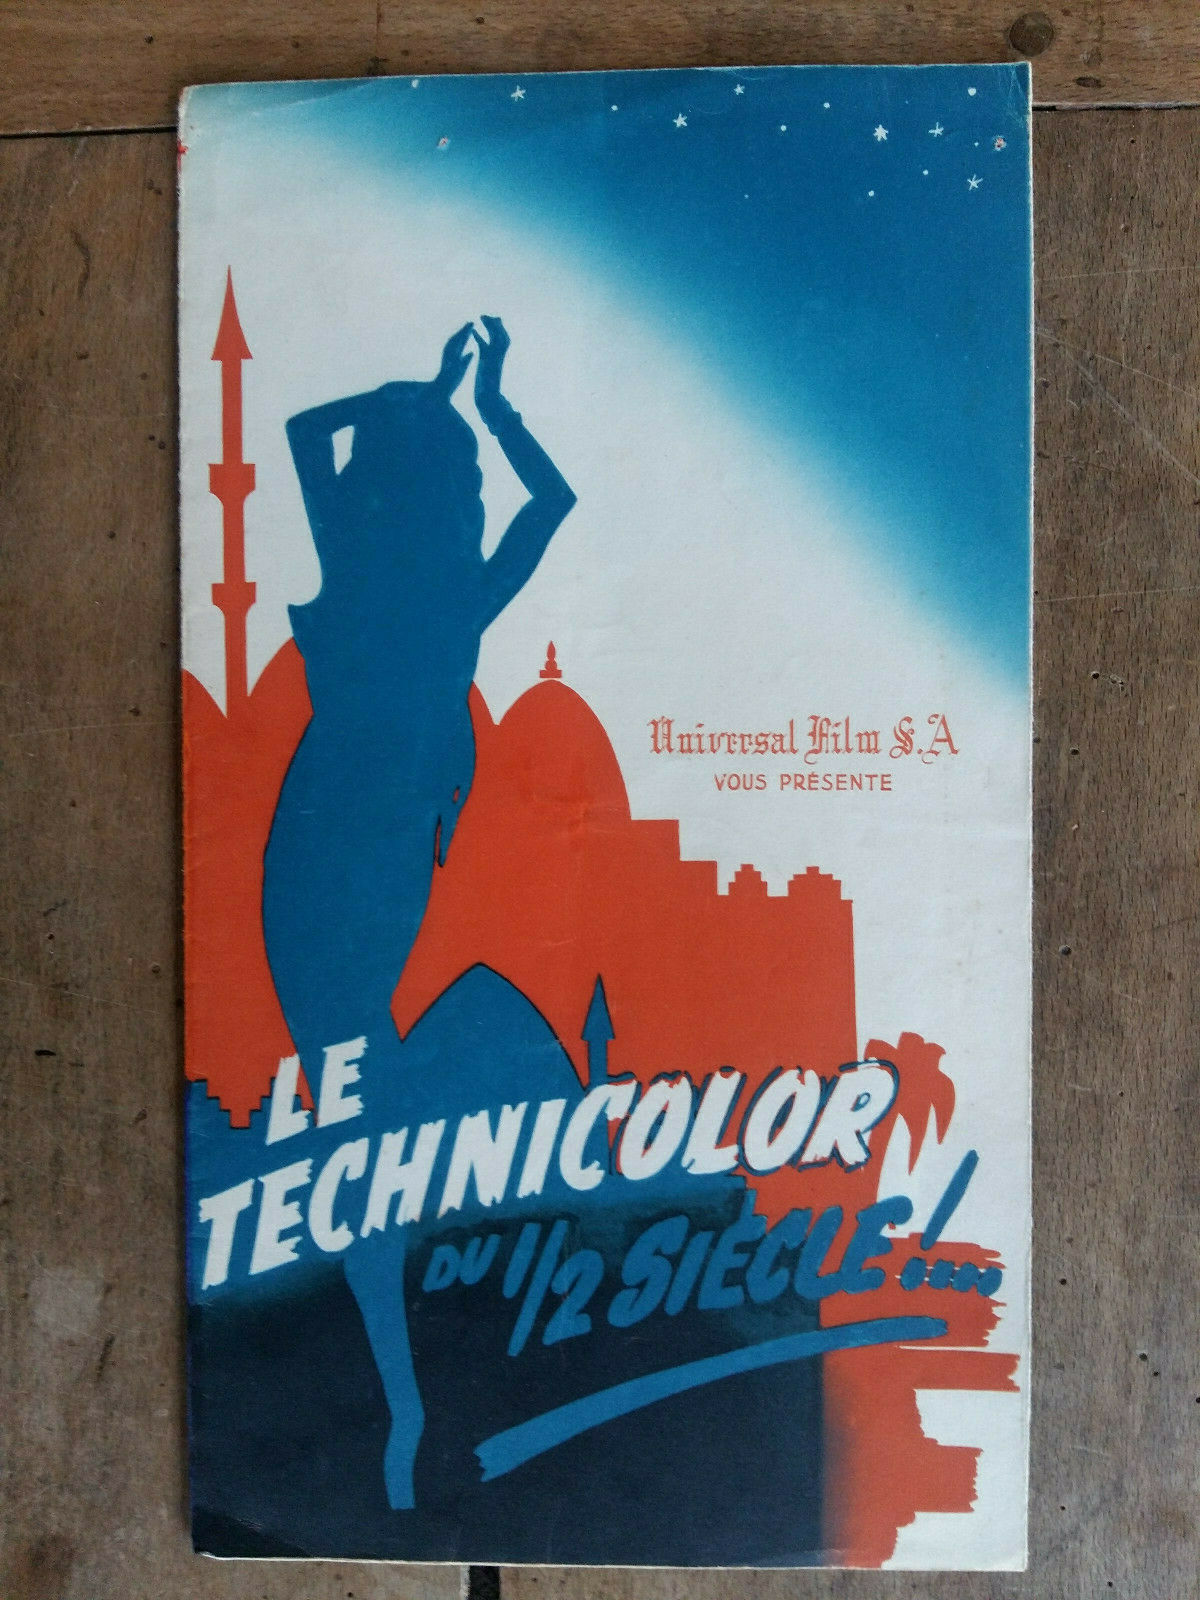 Universal Film S.A
VOUS PRÉSENTE
LE
TECHNICOLOR
DU 1/2 SIÈCLE!....